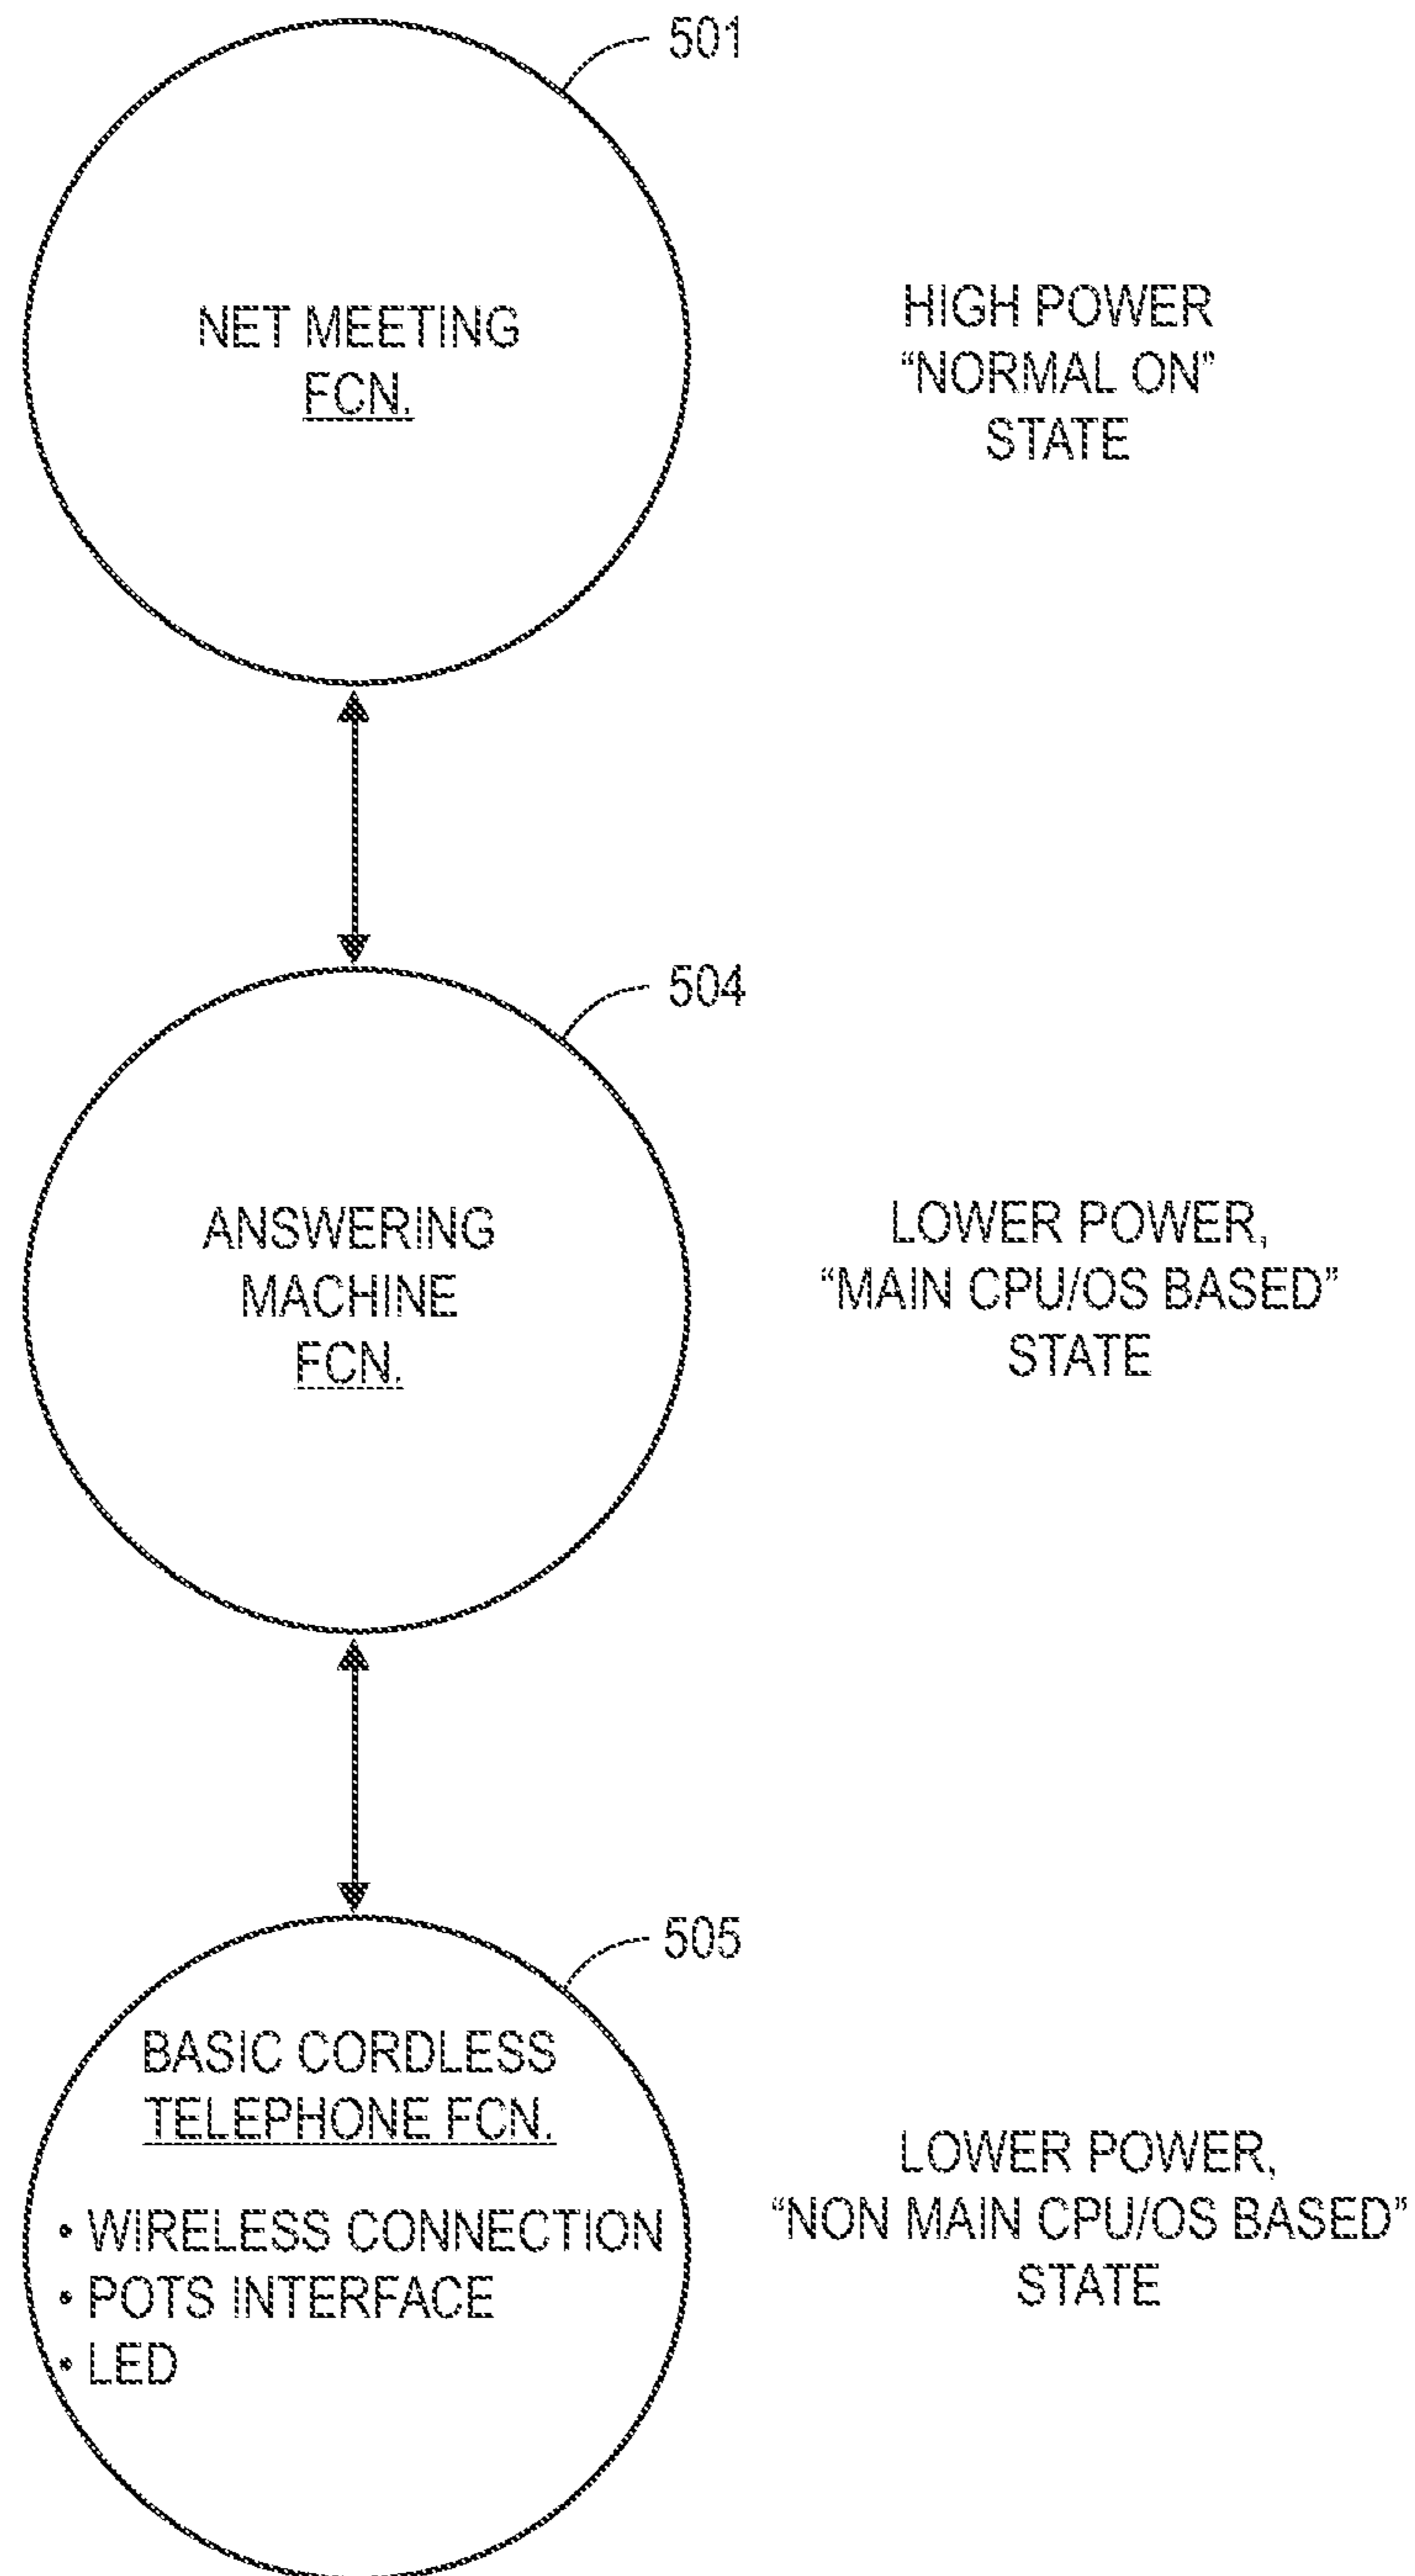 501
NET MEETING
FCN.
HIGH POWER
“NORMAL ON”
STATE
504
ANSWERING
MACHINE
FCN.
LOWER POWER,
“MAIN CPU/OS BASED”
STATE
505
BASIC CORDLESS
TELEPHONE FCN.
• WIRELESS CONNECTION
• POTS INTERFACE
• LED
LOWER POWER,
“NON MAIN CPU/OS BASED”
STATE